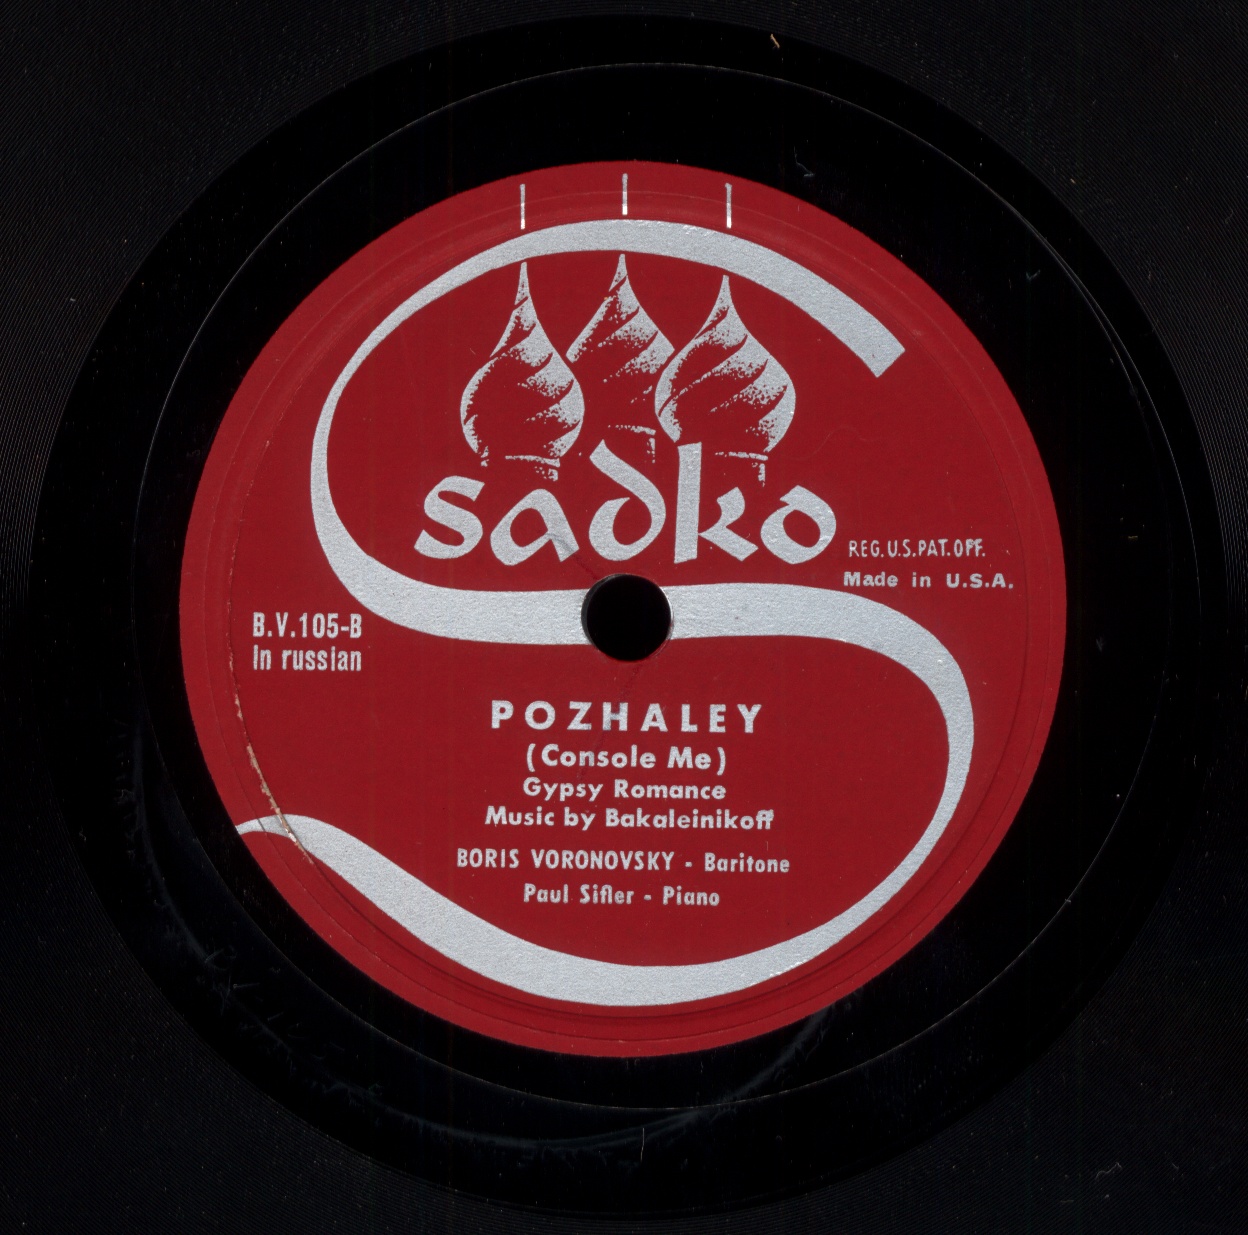 sadko
REG.U.S.PAT.OFF.
Made in U.S.A.
B.V.105-B
In russian
POZHALEY
(Console Me)
Gypsy Romance
Music by Bakaleinikoff
BORIS VORONOVSKY - Baritone
Paul Sifler - Piano